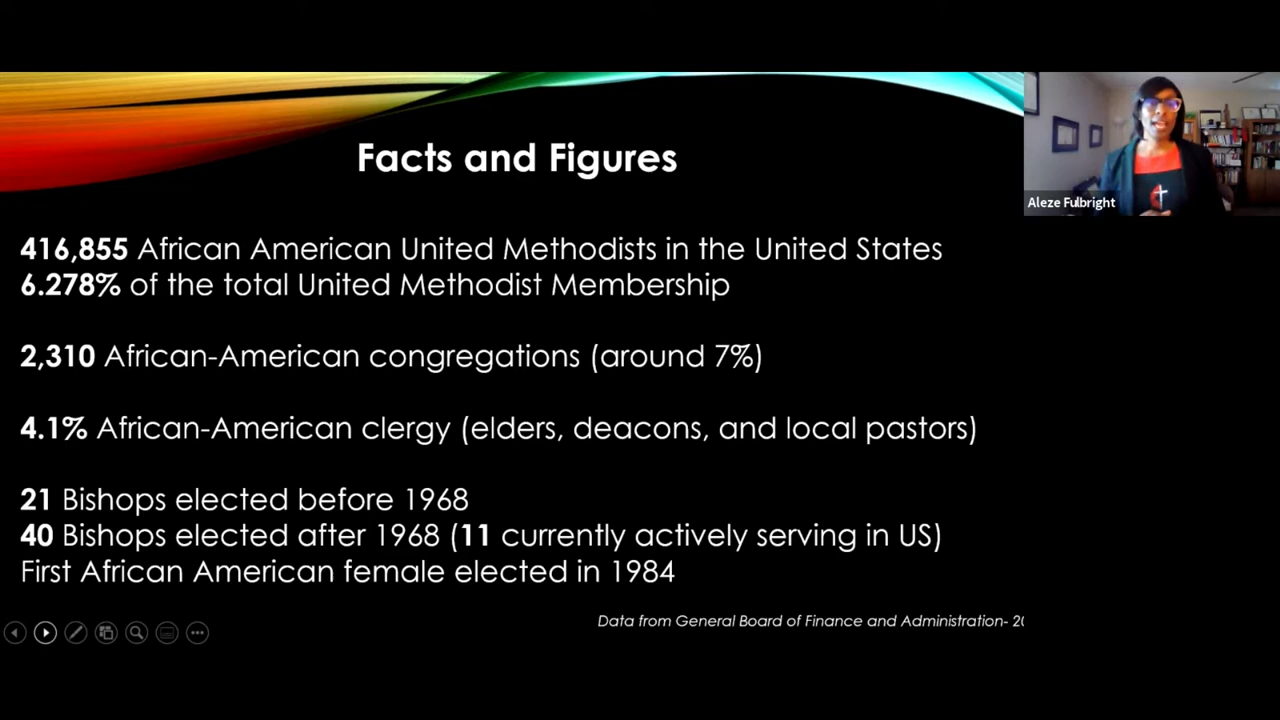 Facts and Figures
Aleze Fulbright
416,855 African American United Methodists in the United States
6.278% of the total United Methodist Membership
2,310 African-American congregations (around 7%)
4.1% African-American clergy (elders, deacons, and local pastors)
21 Bishops elected before 1968
40 Bishops elected after 1968 (11 currently actively serving in US)
First African American female elected in 1984
Data from General Board of Finance and Administration-